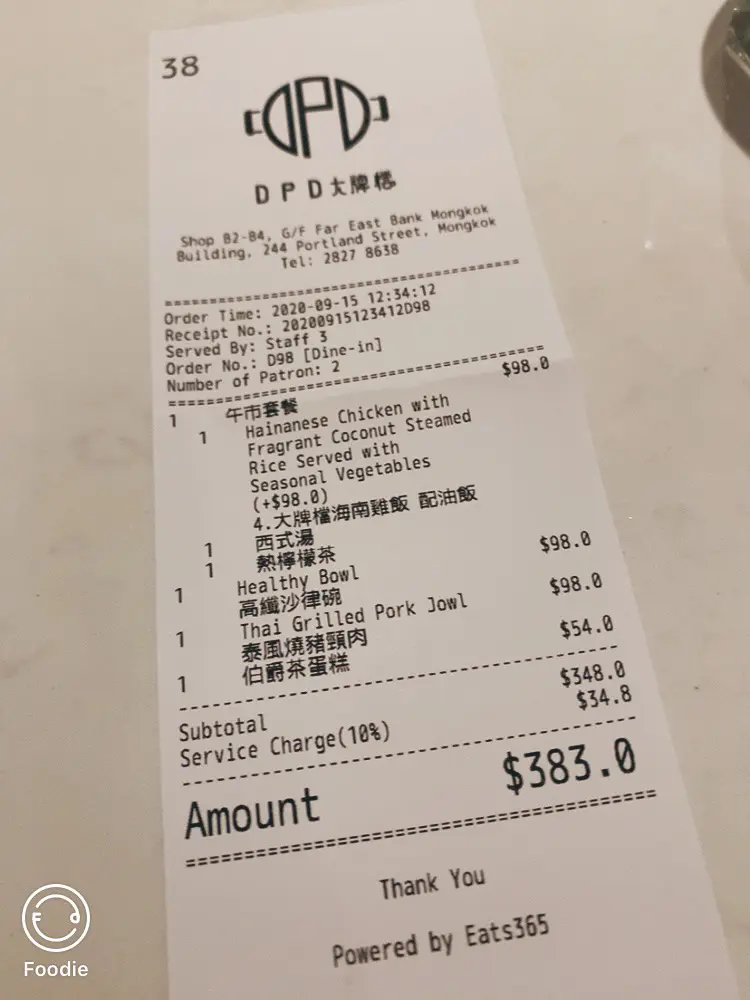 38
DPD
DPD大牌檔
Shop B2-B4, G/F Far East Bank Mongkok
Building, 244 Portland Street, Mongkok
Tel: 2827 8638
Order Time: 2020-09-15 12:34:12
Receipt No.: 20200915123412D98
Served By: Staff 3
Order No.: D98 [Dine-in]
Number of Patron: 2
1 午市套餐 $98.0
1 Hainanese Chicken with
Fragrant Coconut Steamed
Rice Served with
Seasonal Vegetables
(+$98.0)
4.大牌檔海南雞飯 配油飯
1 西式湯
1 熱檸檬茶
1 Healthy Bowl $98.0
高纖沙律碗
1 Thai Grilled Pork Jowl $98.0
泰風燒豬頸肉
1 伯爵茶蛋糕 $54.0
Subtotal $348.0
Service Charge(10%) $34.8
Amount $383.0
Thank You
Powered by Eats365
Foodie